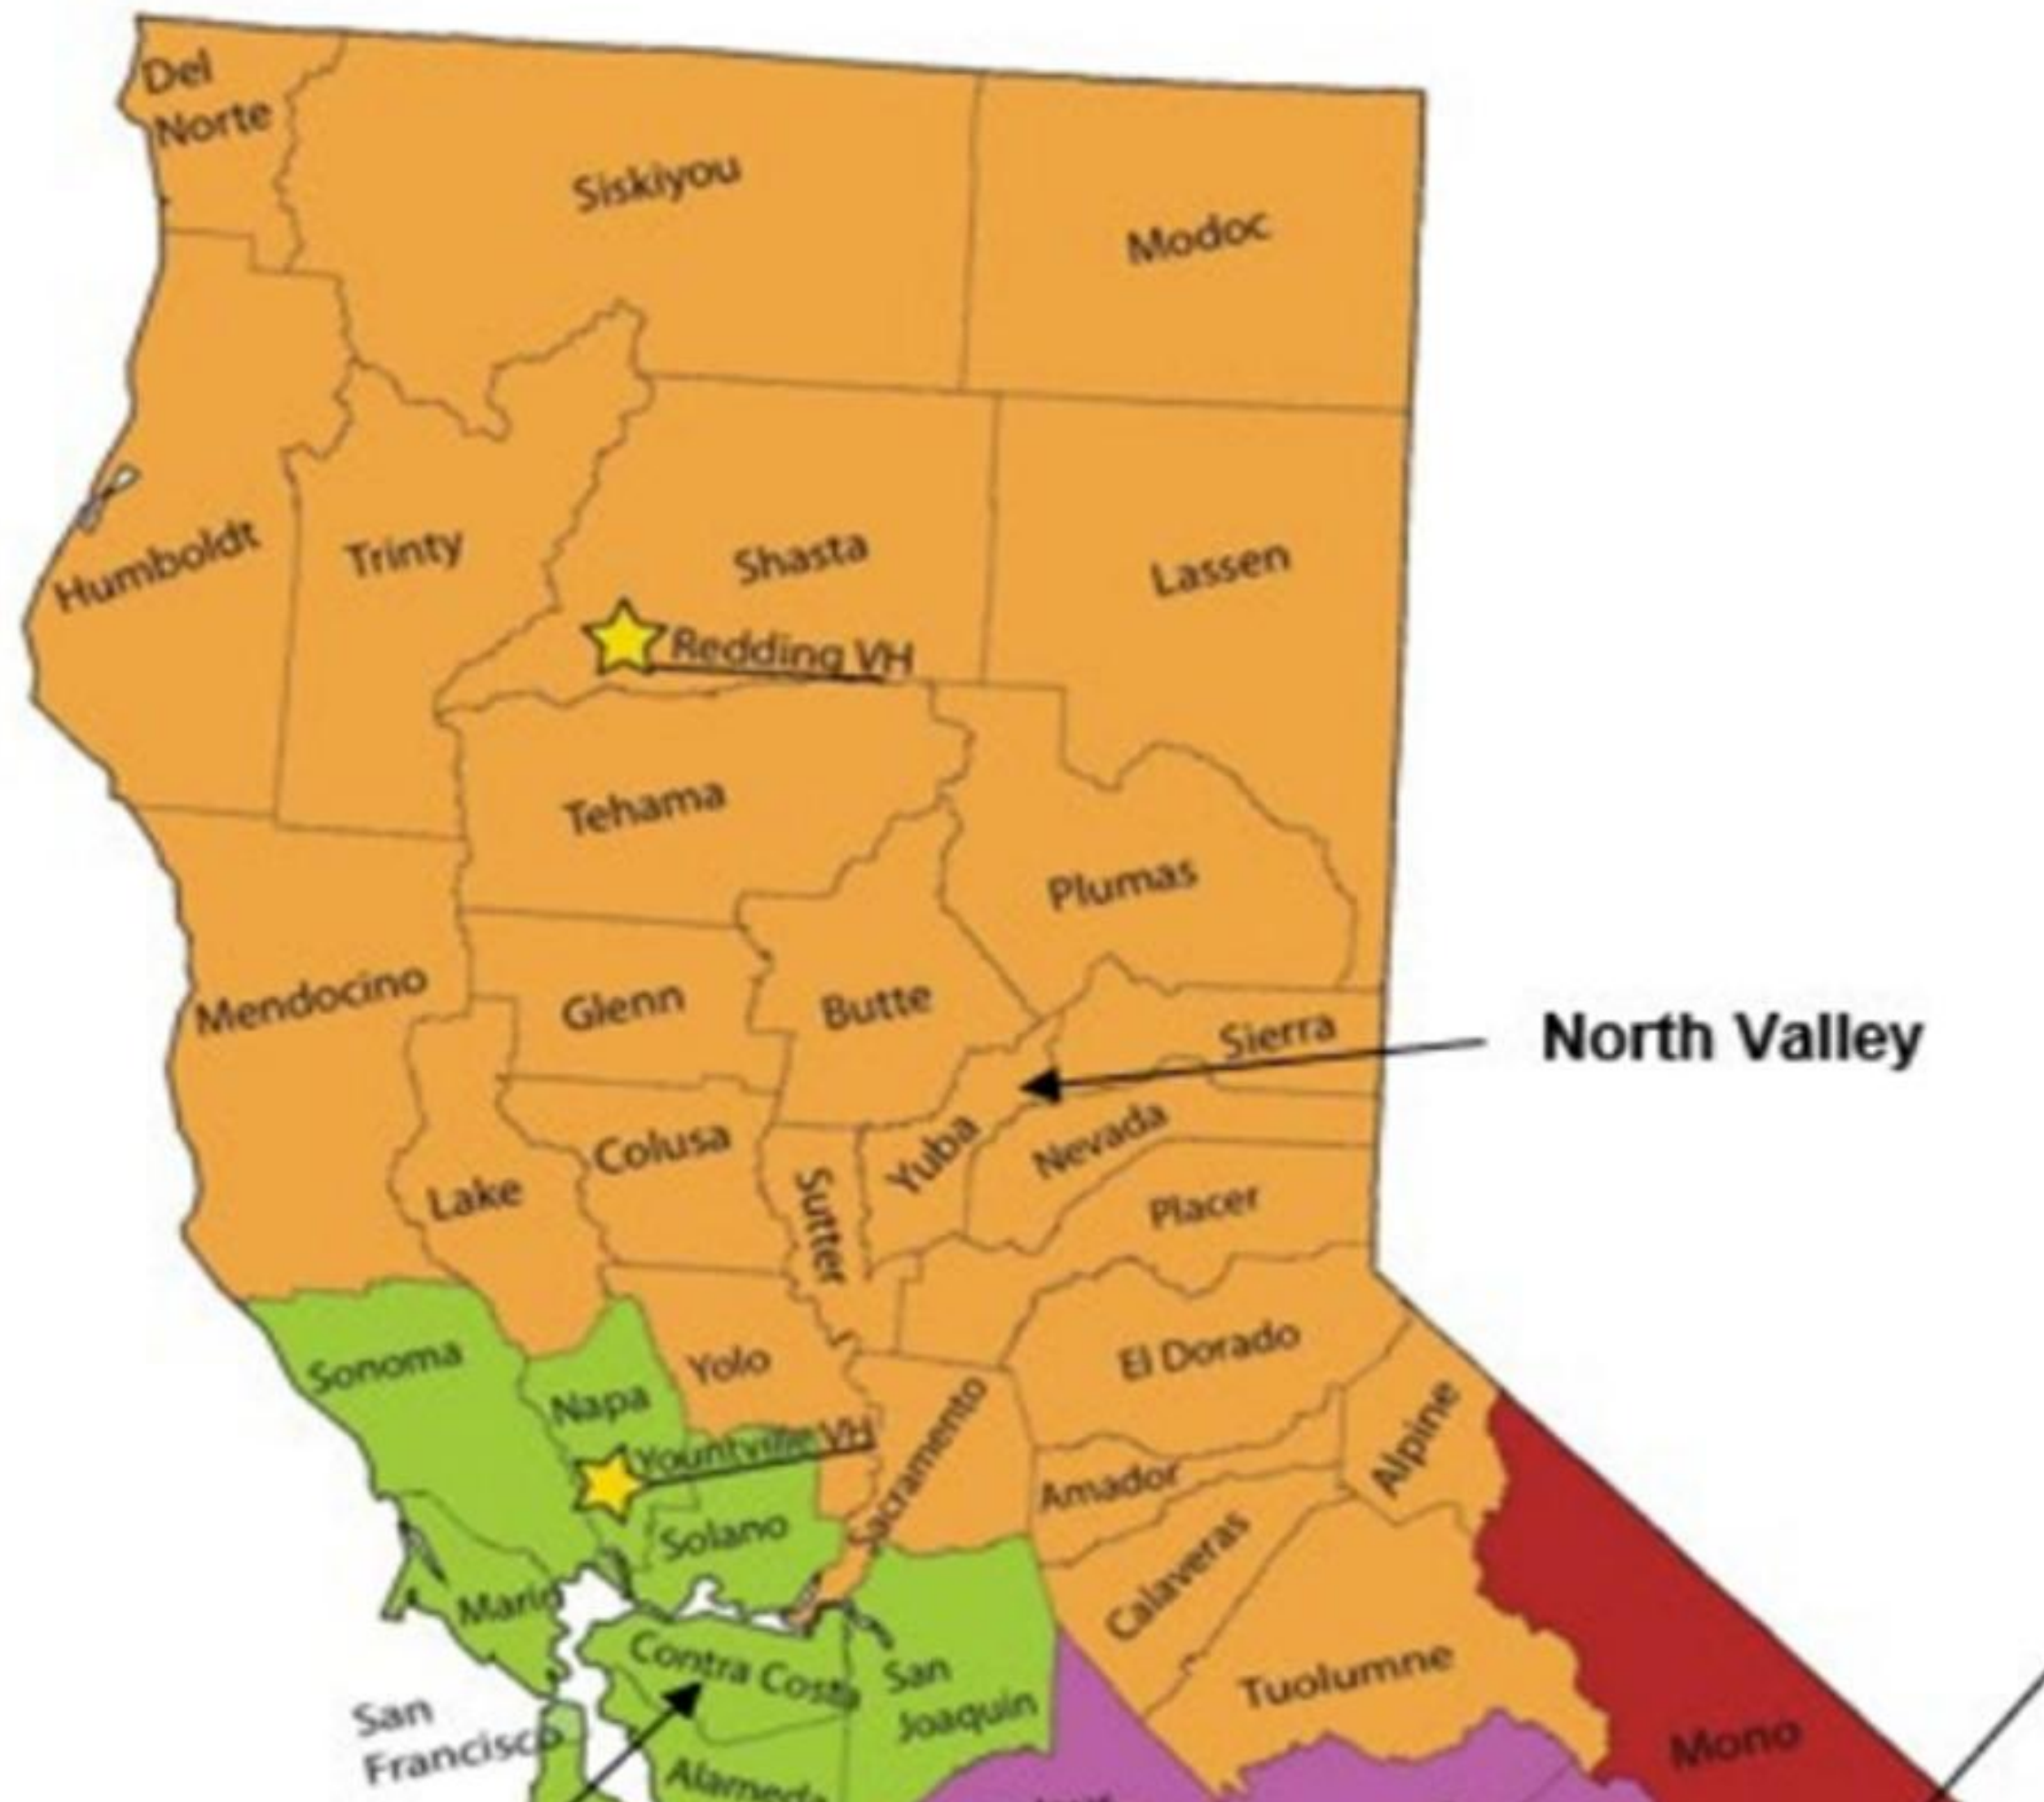 Del
Norte
Siskiyou
Modoc
Humboldt
Trinty
Shasta
Lassen
Redding VH
Tehama
Plumas
Mendocino
Glenn
Butte
Sierra
North Valley
Colusa
Yuba
Nevada
Lake
Sutter
Placer
Sonoma
Napa
Yolo
El Dorado
Yountville VH
Sacramento
Amador
Alpine
Solano
Calaveras
Marin
Contra Costa
San
Joaquin
Tuolumne
San
Francisco
Mono
Alameda